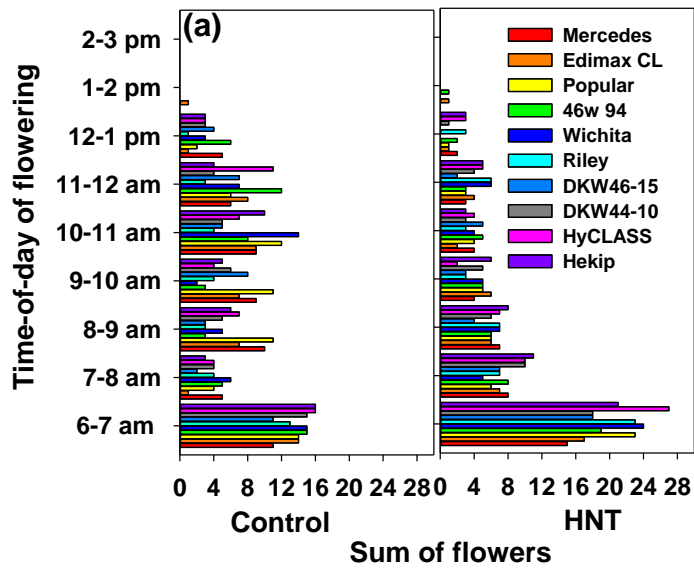 (a)
Time-of-day of flowering
2-3 pm
1-2 pm
12-1 pm
11-12 am
10-11 am
9-10 am
8-9 am
7-8 am
6-7 am
Mercedes
Edimax CL
Popular
46w 94
Wichita
Riley
DKW46-15
DKW44-10
HyCLASS
Hekip
0 4 8 12 16 20 24 28
0 4 8 12 16 20 24 28
Control
HNT
Sum of flowers